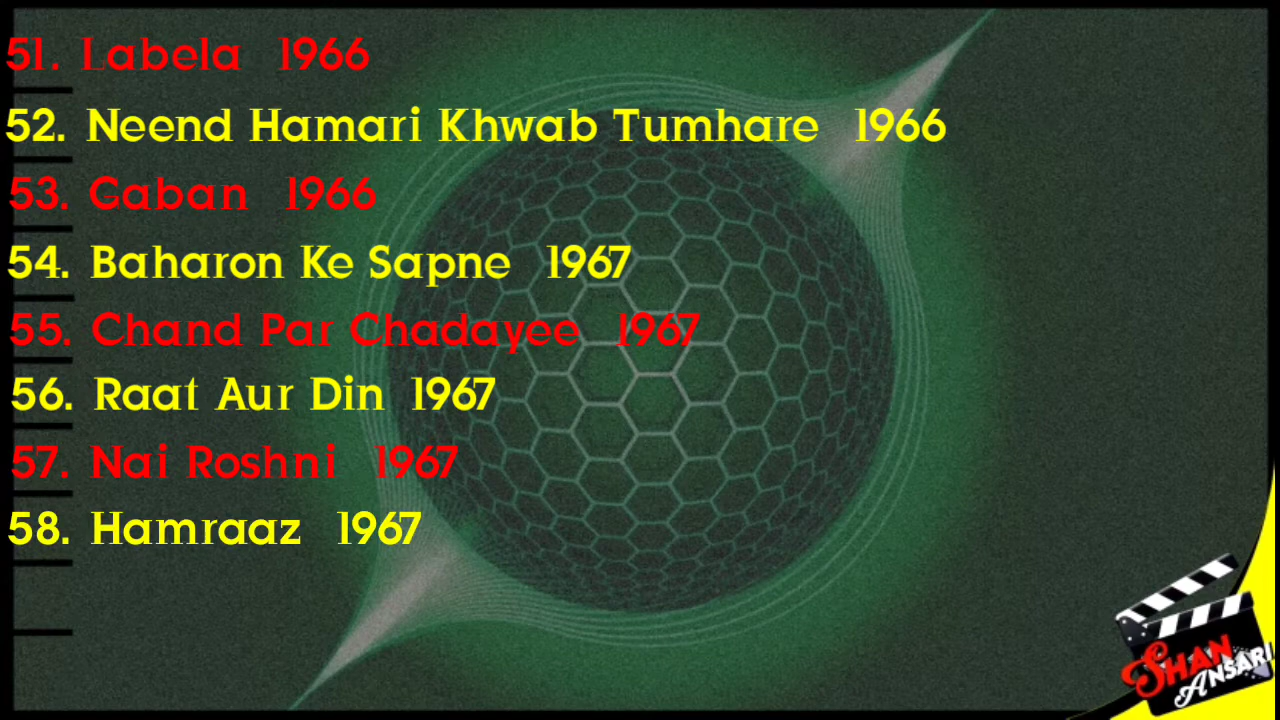 51. Labela 1966
52. Neend Hamari Khwab Tumhare 1966
53. Gaban 1966
54. Baharon Ke Sapne 1967
55. Chand Par Chadayee 1967
56. Raat Aur Din 1967
57. Nai Roshni 1967
58. Hamraaz 1967
SHAN
ANSARI